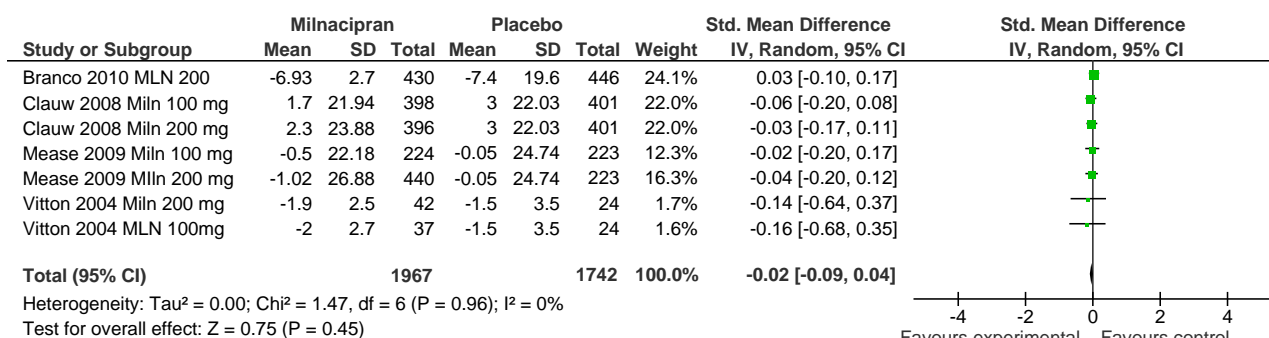 Milnacipran Placebo Std. Mean Difference Std. Mean Difference
Study or Subgroup Mean SD Total Mean SD Total Weight IV, Random, 95% CI IV, Random, 95% CI
Branco 2010 MLN 200 -6.93 2.7 430 -7.4 19.6 446 24.1% 0.03 [-0.10, 0.17]
Clauw 2008 Miln 100 mg 1.7 21.94 398 3 22.03 401 22.0% -0.06 [-0.20, 0.08]
Clauw 2008 Miln 200 mg 2.3 23.88 396 3 22.03 401 22.0% -0.03 [-0.17, 0.11]
Mease 2009 Miln 100 mg -0.5 22.18 224 -0.05 24.74 223 12.3% -0.02 [-0.20, 0.17]
Mease 2009 MIln 200 mg -1.02 26.88 440 -0.05 24.74 223 16.3% -0.04 [-0.20, 0.12]
Vitton 2004 Miln 200 mg -1.9 2.5 42 -1.5 3.5 24 1.7% -0.14 [-0.64, 0.37]
Vitton 2004 MLN 100mg -2 2.7 37 -1.5 3.5 24 1.6% -0.16 [-0.68, 0.35]
Total (95% CI) 1967 1742 100.0% -0.02 [-0.09, 0.04]
Heterogeneity: Tau² = 0.00; Chi² = 1.47, df = 6 (P = 0.96); I² = 0%
Test for overall effect: Z = 0.75 (P = 0.45)
-4 -2 0 2 4
Favours experimental Favours control